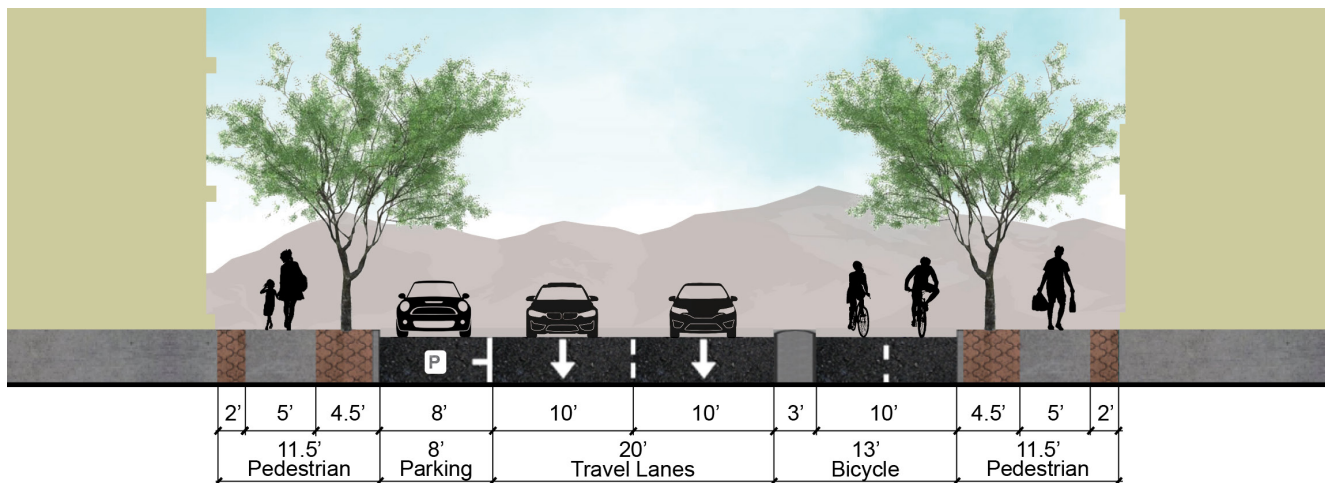 P
2’ 5’ 4.5’ 8’ 10’ 10’ 3’ 10’ 4.5’ 5’ 2’
11.5’ 8’ 20’ 13’ 11.5’
Pedestrian Parking Travel Lanes Bicycle Pedestrian